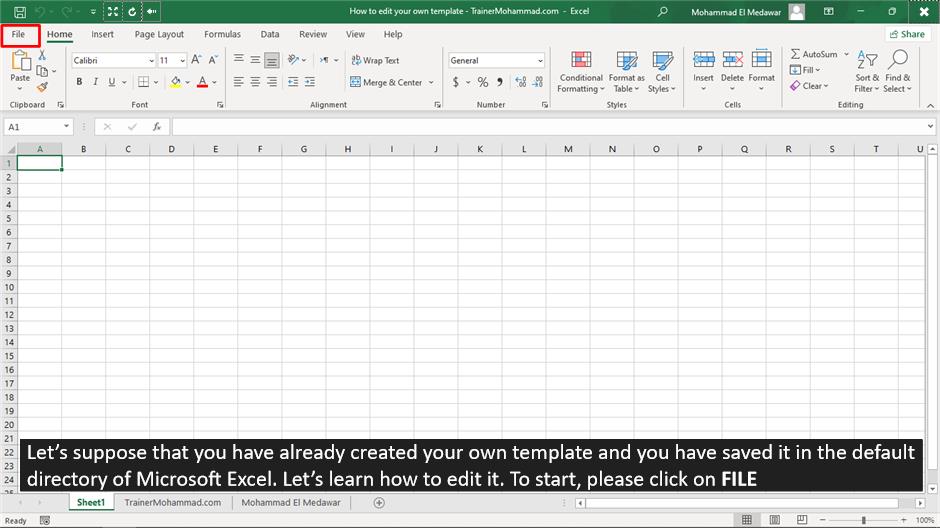 How to edit your own template - TrainerMohammad.com - Excel
Mohammad El Medawar
File Home Insert Page Layout Formulas Data Review View Help
Share
Paste
Calibri 11
B I U A
Wrap Text
Merge & Center
General
$ % ,
Conditional Formatting
Format as Table
Cell Styles
Insert Delete Format
AutoSum
Fill
Clear
Sort & Filter
Find & Select
Clipboard Font Alignment Number Styles Cells Editing
A1 fx
A B C D E F G H I J K L M N O P Q R S T U
1
2
3
4
5
6
7
8
9
10
11
12
13
14
15
16
17
18
19
20
21
22
23
24
25
Let's suppose that you have already created your own template and you have saved it in the default
directory of Microsoft Excel. Let's learn how to edit it. To start, please click on FILE
Sheet1 TrainerMohammad.com Mohammad El Medawar
Ready 100%